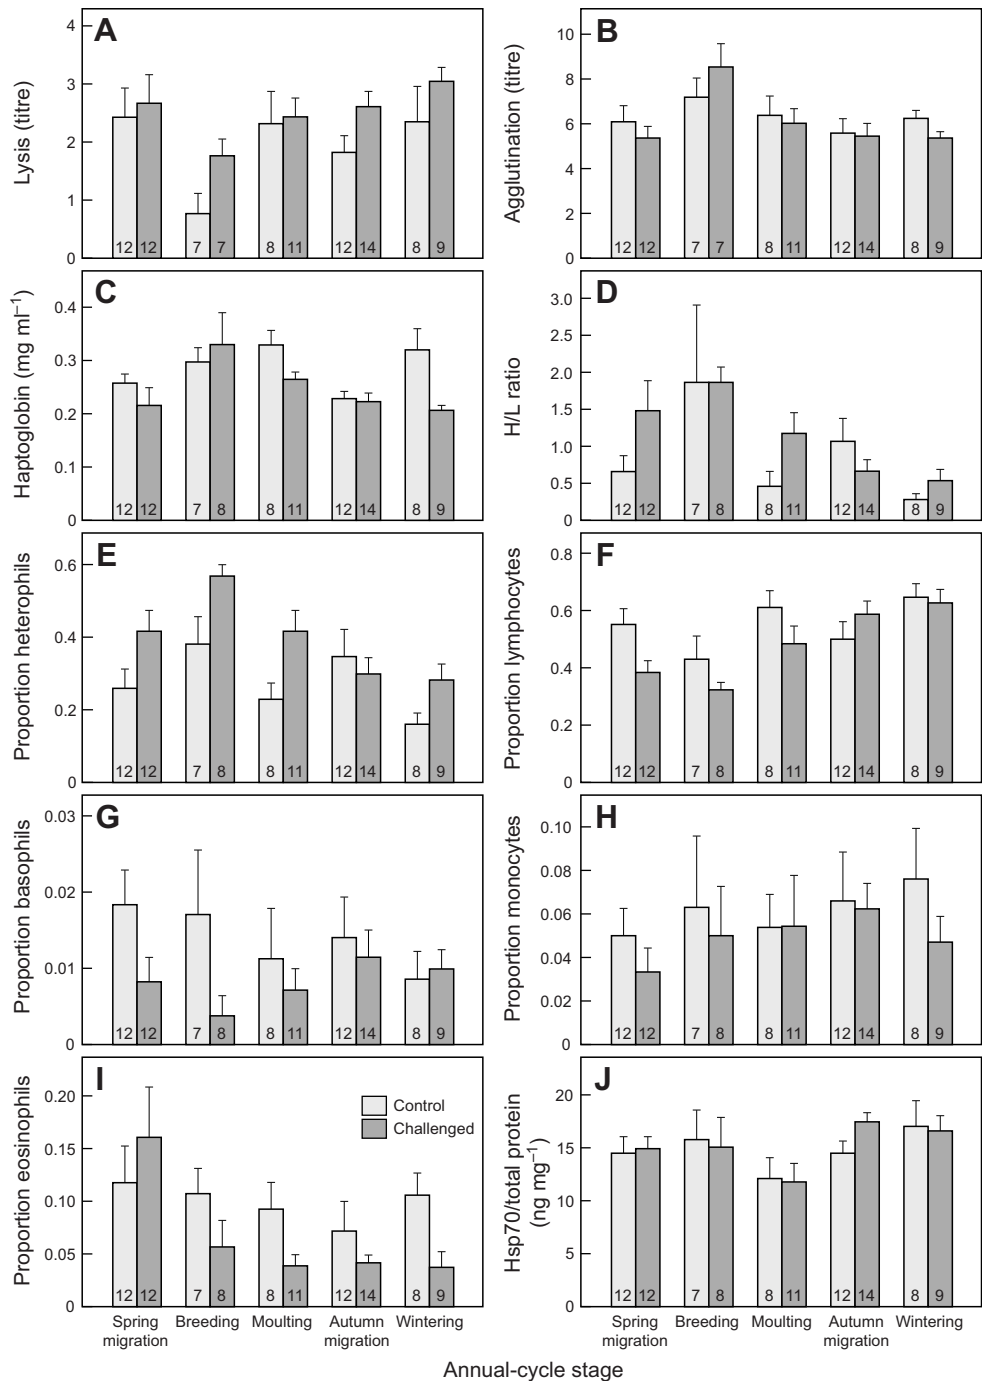 A
Lysis (titre)
4
3
2
1
0
12 12 7 7 8 11 12 14 8 9
B
Agglutination (titre)
10
8
6
4
2
0
12 12 7 7 8 11 12 14 8 9
C
Haptoglobin (mg ml⁻¹)
0.4
0.3
0.2
0.1
0
12 12 7 8 8 11 12 14 8 9
D
H/L ratio
3.0
2.5
2.0
1.5
1.0
0.5
0
12 12 7 8 8 11 12 14 8 9
E
Proportion heterophils
0.6
0.4
0.2
0
12 12 7 8 8 11 12 14 8 9
F
Proportion lymphocytes
0.8
0.6
0.4
0.2
0
12 12 7 8 8 11 12 14 8 9
G
Proportion basophils
0.03
0.02
0.01
0
12 12 7 8 8 11 12 14 8 9
H
Proportion monocytes
0.10
0.08
0.06
0.04
0.02
0
12 12 7 8 8 11 12 14 8 9
I
Proportion eosinophils
0.20
0.15
0.10
0.05
0
Control
Challenged
12 12 7 8 8 11 12 14 8 9
Spring migration
Breeding
Moulting
Autumn migration
Wintering
J
Hsp70/total protein
(ng mg⁻¹)
20
15
10
5
0
12 12 7 8 8 11 12 14 8 9
Spring migration
Breeding
Moulting
Autumn migration
Wintering
Annual-cycle stage